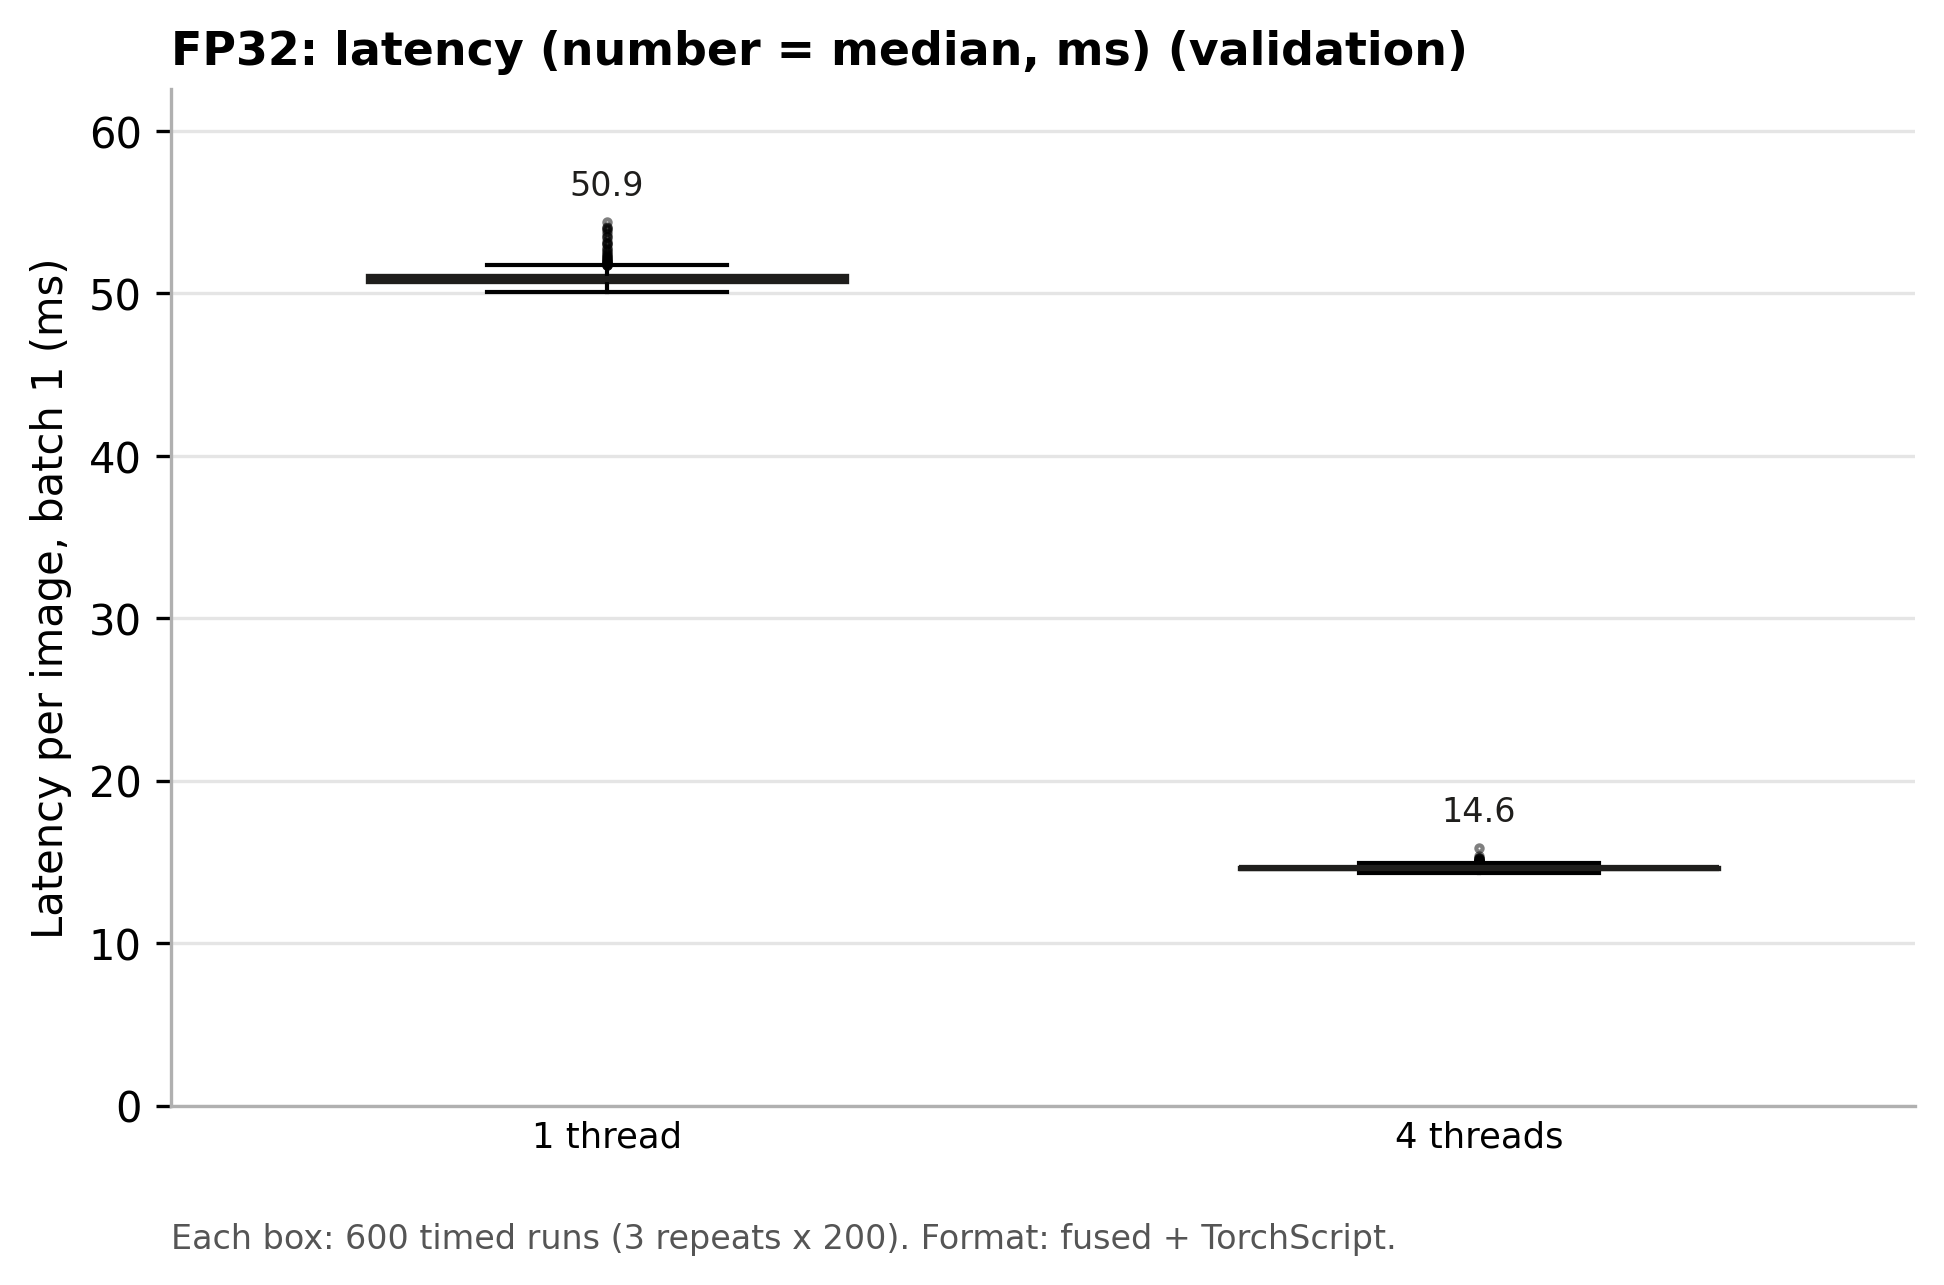 FP32: latency (number = median, ms) (validation)
Latency per image, batch 1 (ms)
60
50
40
30
20
10
0
50.9
14.6
1 thread
4 threads
Each box: 600 timed runs (3 repeats x 200). Format: fused + TorchScript.